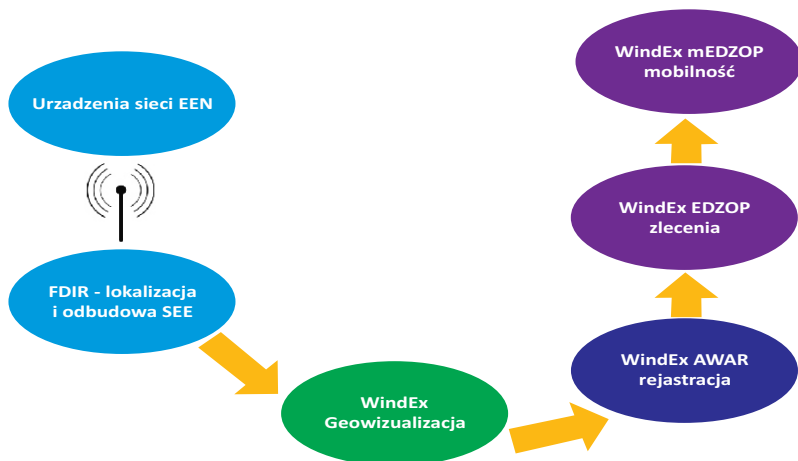 Urzadzenia sieci EEN
FDIR - lokalizacja
i odbudowa SEE
WindEx
Geowizualizacja
WindEx AWAR
rejastracja
WindEx EDZOP
zlecenia
WindEx mEDZOP
mobilność